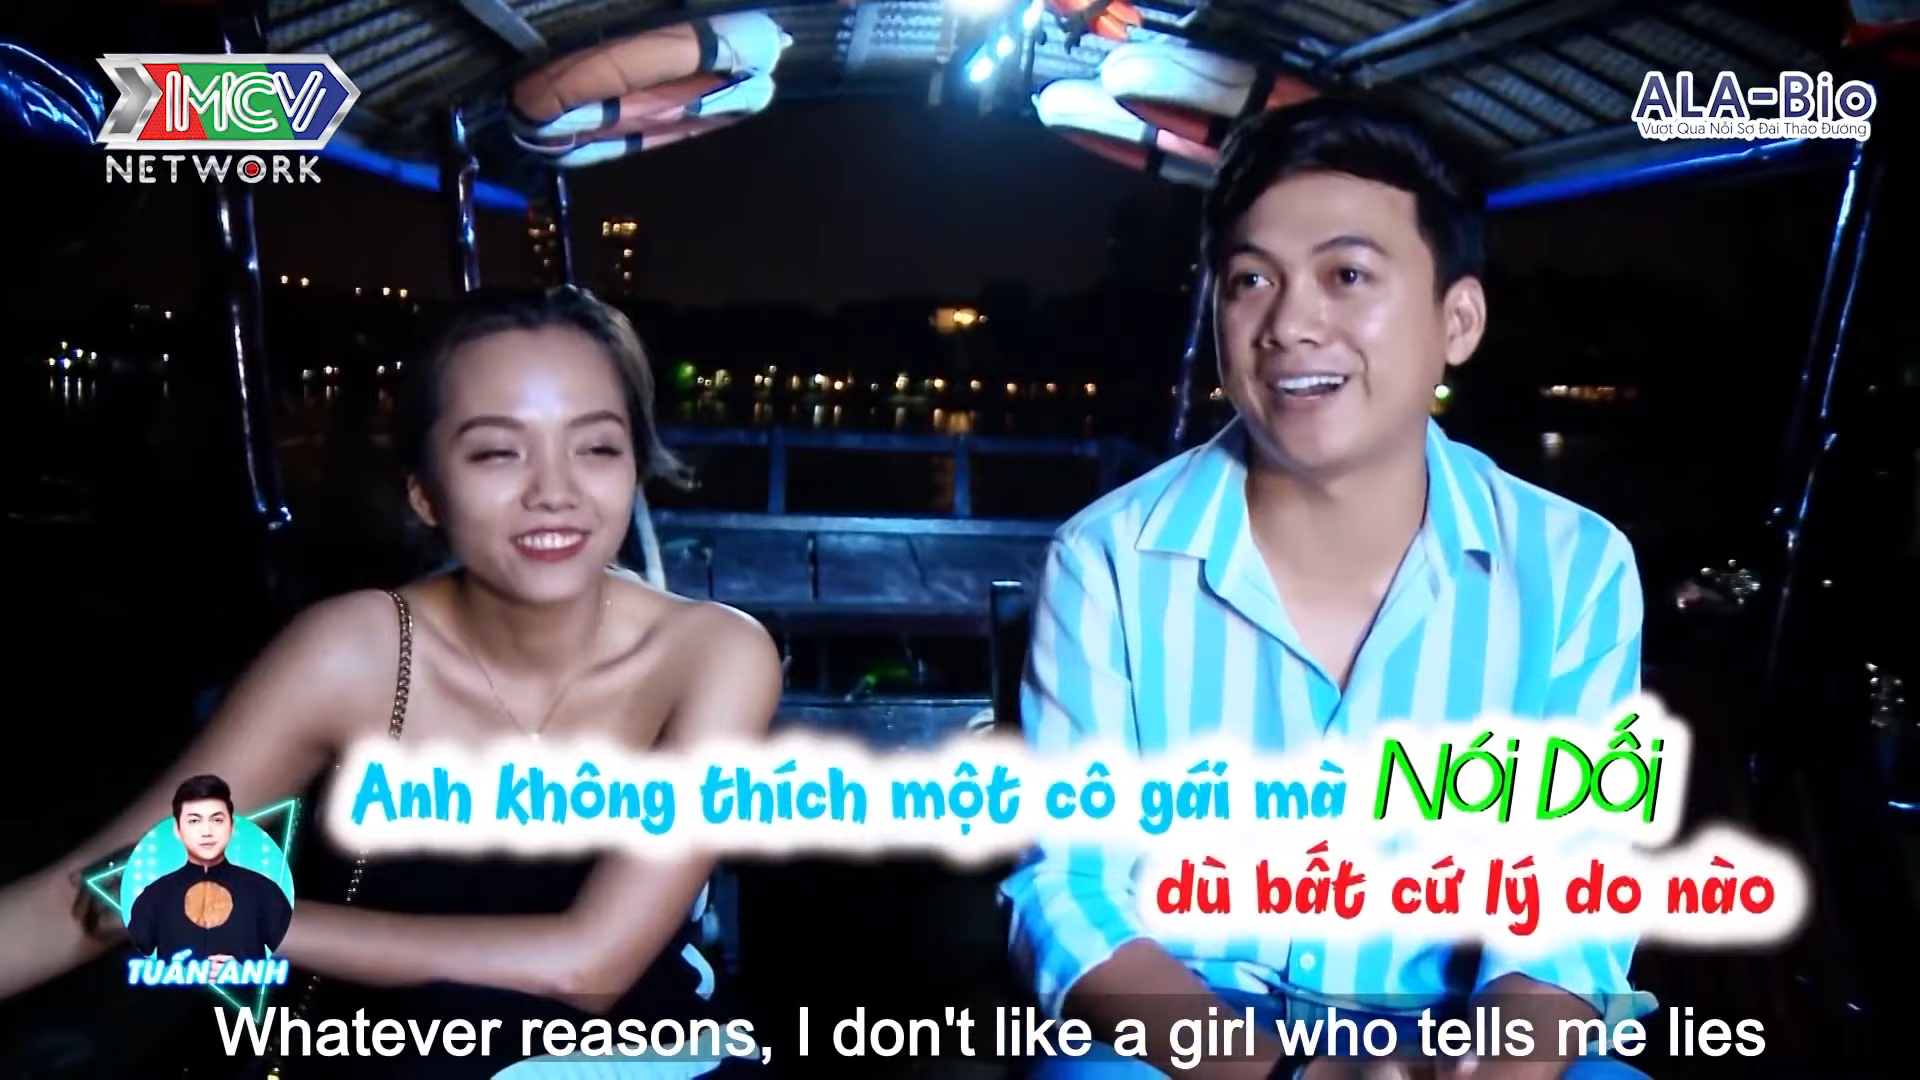 MCV
NETWORK
ALA-Bio
Vượt Qua Nỗi Sợ Đái Tháo Đường
Anh không thích một cô gái mà Nói Dối
dù bất cứ lý do nào
TUẤN ANH
Whatever reasons, I don't like a girl who tells me lies